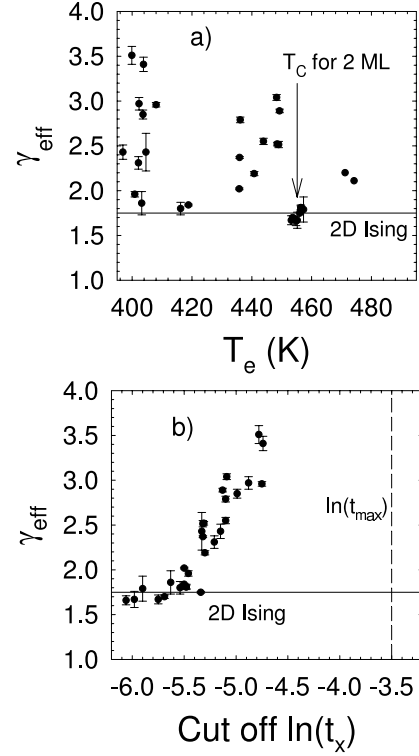 4.0
3.5
3.0
2.5
2.0
1.5
1.0
γeff
a)
TC for 2 ML
2D Ising
400 420 440 460 480
Te (K)
4.0
3.5
3.0
2.5
2.0
1.5
1.0
γeff
b)
ln(tmax)
2D Ising
-6.0 -5.5 -5.0 -4.5 -4.0 -3.5
Cut off ln(tx)